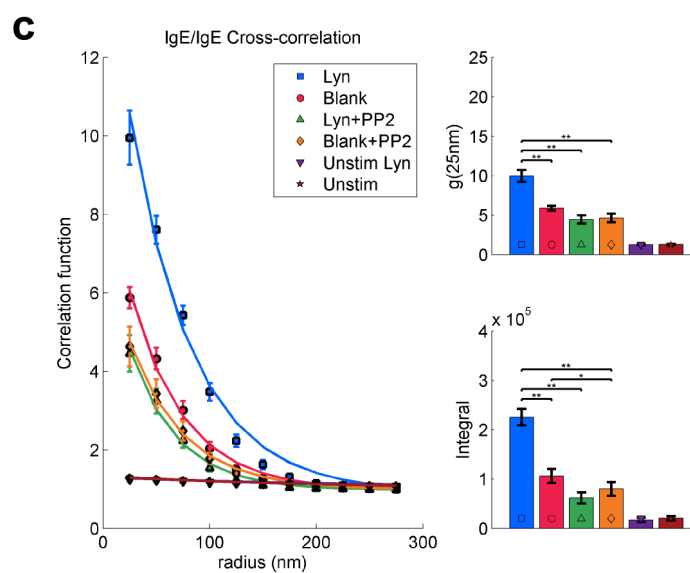 c
IgE/IgE Cross-correlation
12
10
8
6
4
2
0
0
100
200
300
Correlation function
radius (nm)
Lyn
Blank
Lyn+PP2
Blank+PP2
Unstim Lyn
Unstim
25
20
15
10
5
0
g(25nm)
**
**
**
x 10⁵
4
3
2
1
0
Integral
**
*
**
**